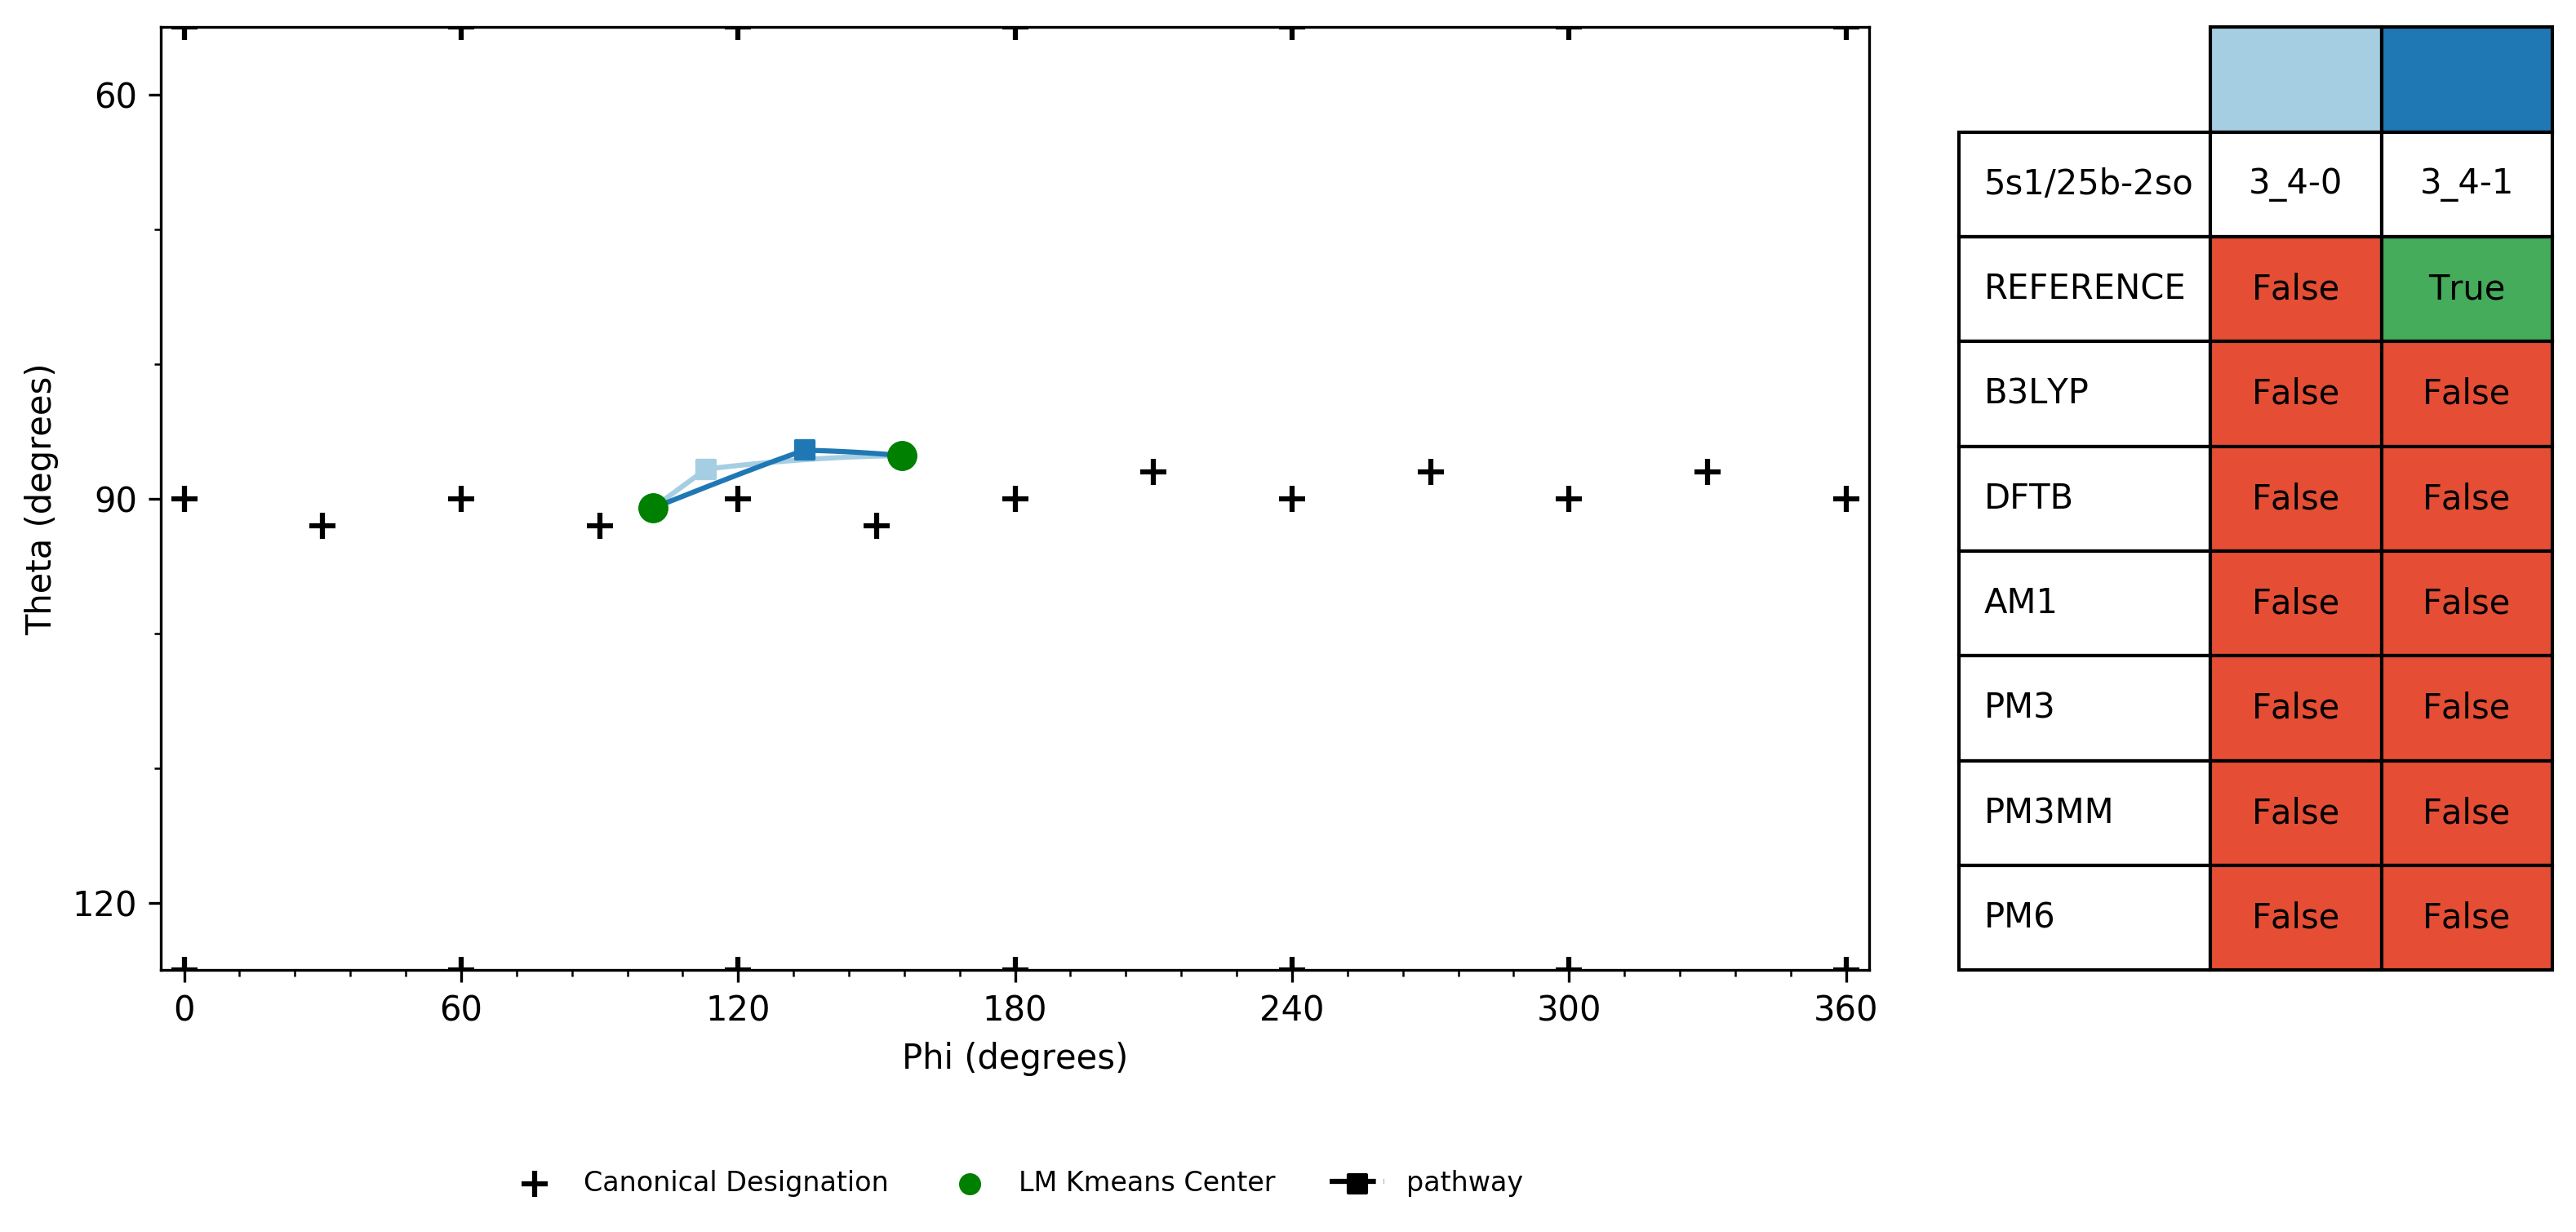 60
90
120
Theta (degrees)
0 60 120 180 240 300 360
Phi (degrees)
Canonical Designation LM Kmeans Center pathway
5s1/25b-2so 3_4-0 3_4-1
REFERENCE False True
B3LYP False False
DFTB False False
AM1 False False
PM3 False False
PM3MM False False
PM6 False False